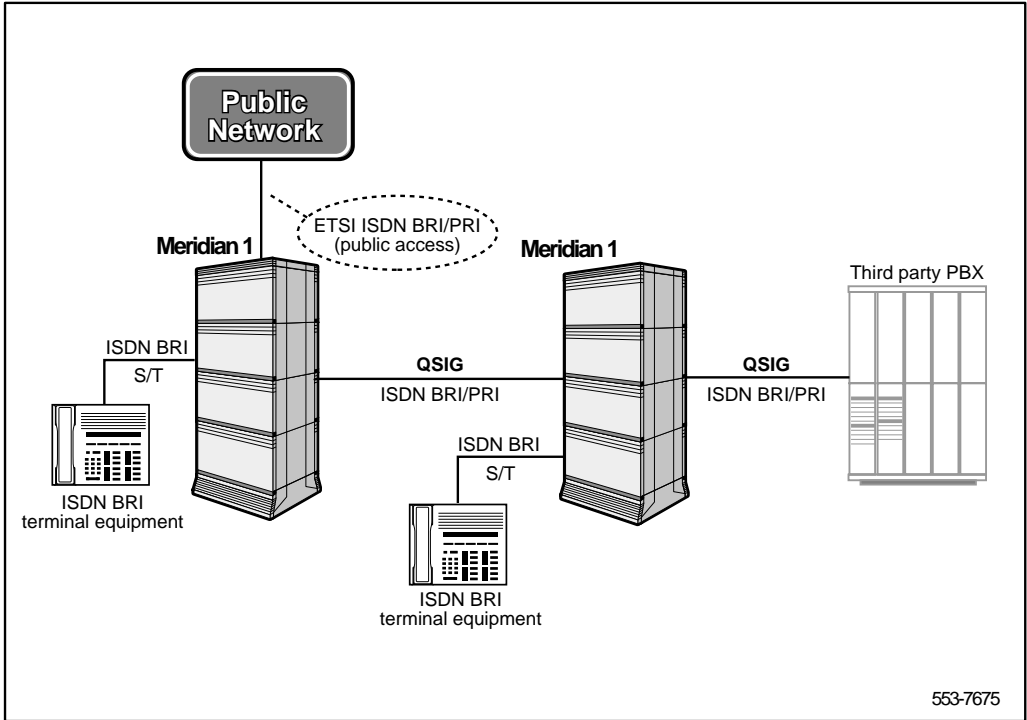 Public
Network
ETSI ISDN BRI/PRI
(public access)
Meridian 1
Meridian 1
Third party PBX
ISDN BRI
S/T
QSIG
ISDN BRI/PRI
QSIG
ISDN BRI/PRI
ISDN BRI
S/T
ISDN BRI
terminal equipment
ISDN BRI
terminal equipment
553-7675